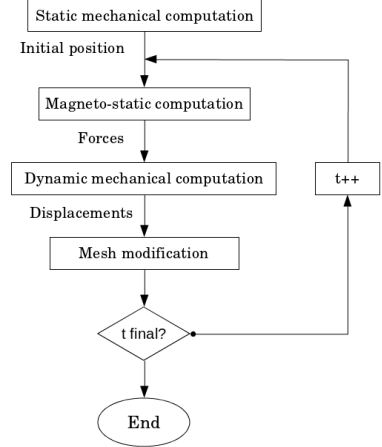 Static mechanical computation
Initial position
Magneto-static computation
Forces
Dynamic mechanical computation
t++
Displacements
Mesh modification
t final?
End